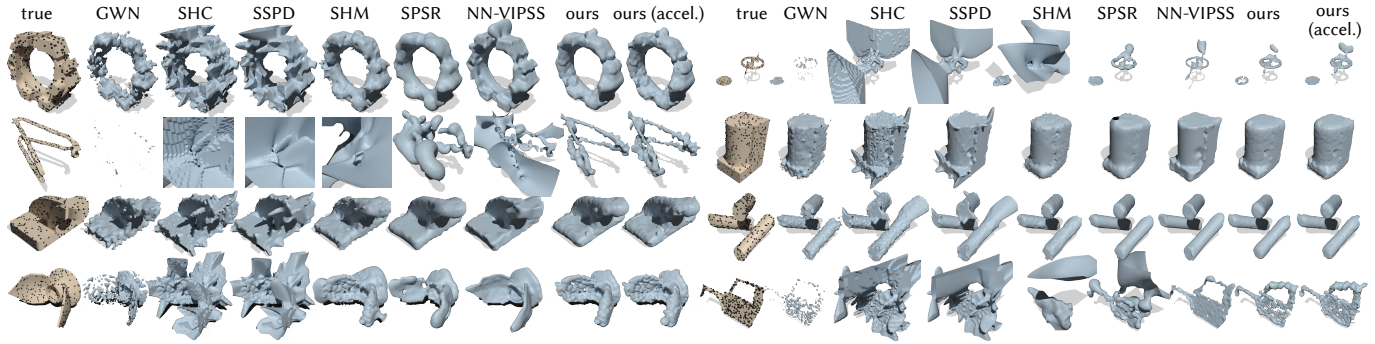 true GWN SHC SSPD SHM SPSR NN-VIPSS ours ours (accel.)
true GWN SHC SSPD SHM SPSR NN-VIPSS ours ours
(accel.)